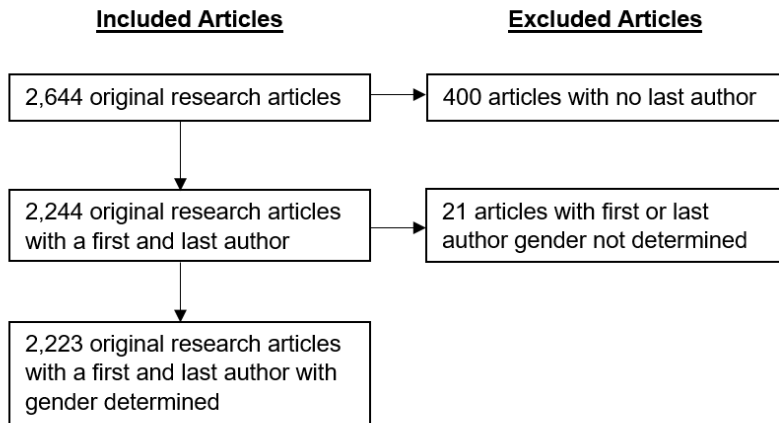 Included Articles
Excluded Articles
2,644 original research articles
400 articles with no last author
2,244 original research articles
with a first and last author
21 articles with first or last
author gender not determined
2,223 original research articles
with a first and last author with
gender determined